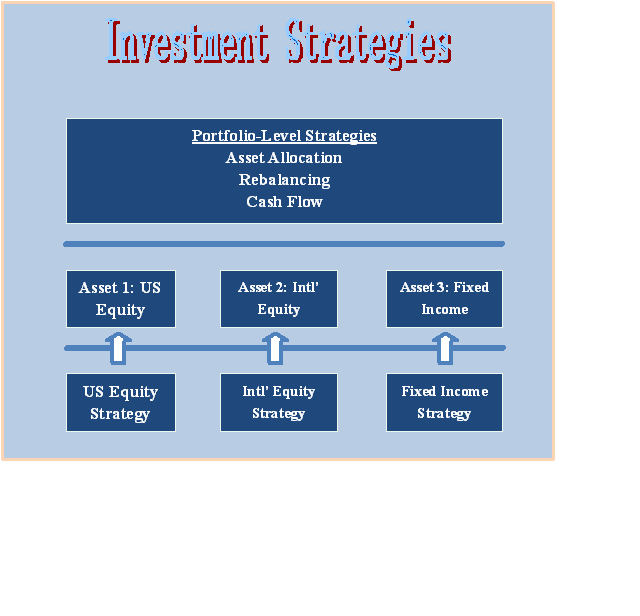 Investment Strategies
Portfolio-Level Strategies
Asset Allocation
Rebalancing
Cash Flow
Asset 1: US
Equity
Asset 2: Intl'
Equity
Asset 3: Fixed
Income
US Equity
Strategy
Intl' Equity
Strategy
Fixed Income
Strategy